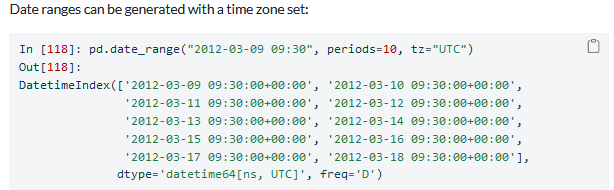 Date ranges can be generated with a time zone set:
In [118]: pd.date_range("2012-03-09 09:30", periods=10, tz="UTC")
Out[118]:
DatetimeIndex(['2012-03-09 09:30:00+00:00', '2012-03-10 09:30:00+00:00',
               '2012-03-11 09:30:00+00:00', '2012-03-12 09:30:00+00:00',
               '2012-03-13 09:30:00+00:00', '2012-03-14 09:30:00+00:00',
               '2012-03-15 09:30:00+00:00', '2012-03-16 09:30:00+00:00',
               '2012-03-17 09:30:00+00:00', '2012-03-18 09:30:00+00:00'],
              dtype='datetime64[ns, UTC]', freq='D')